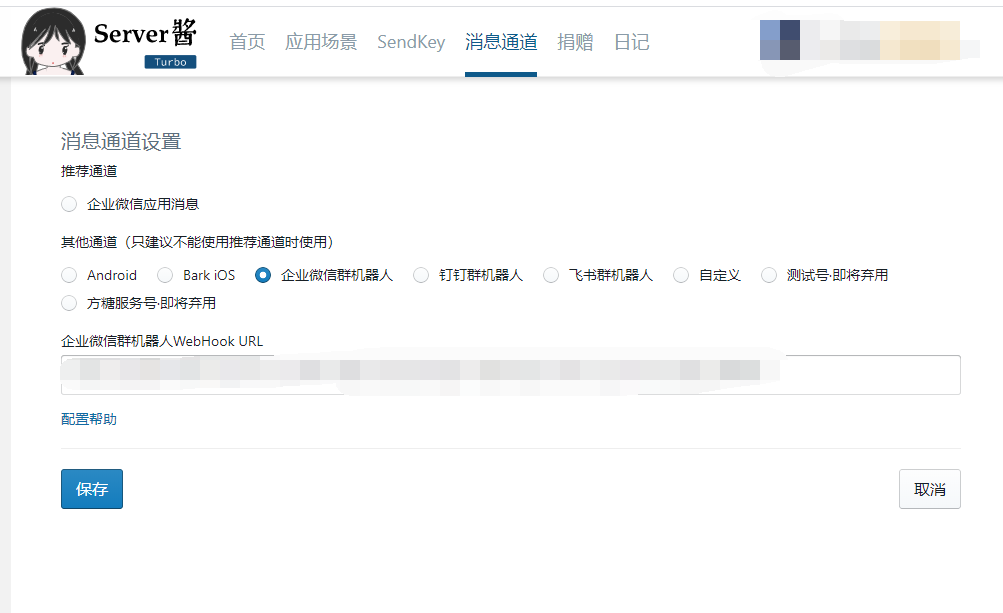 Server酱
Turbo
首页 应用场景 SendKey 消息通道 捐赠 日记
消息通道设置
推荐通道
企业微信应用消息
其他通道（只建议不能使用推荐通道时使用）
Android Bark iOS 企业微信群机器人 钉钉群机器人 飞书群机器人 自定义 测试号·即将弃用
方糖服务号·即将弃用
企业微信群机器人WebHook URL
配置帮助
保存 取消